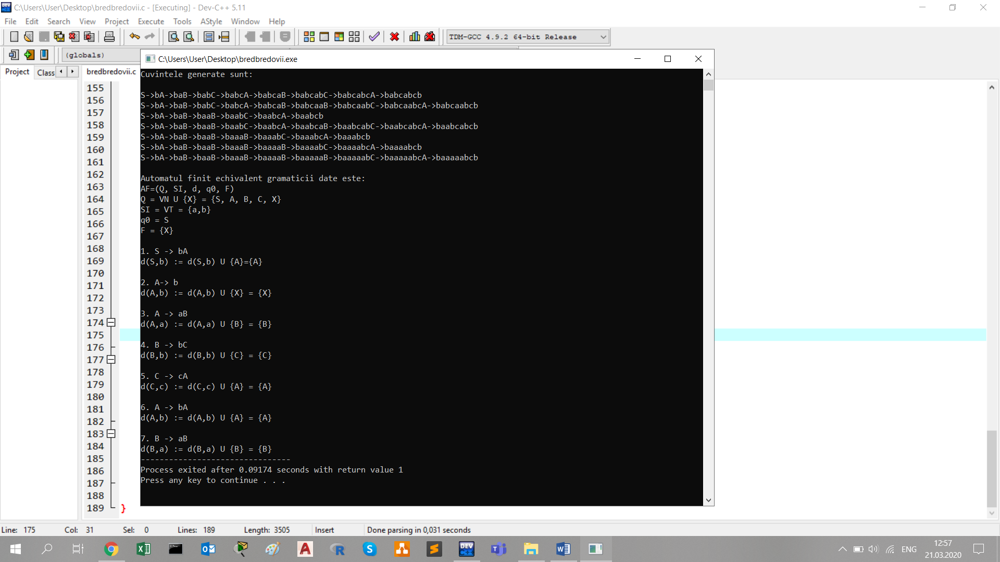 C:\Users\User\Desktop\bredbredovii.c - [Executing] - Dev-C++ 5.11
File Edit Search View Project Execute Tools AStyle Window Help
TDM-GCC 4.9.2 64-bit Release
(globals)
Project Class bredbredovii.c
C:\Users\User\Desktop\bredbredovii.exe
Cuvintele generate sunt:
S->bA->baB->babC->babcA->babcaB->babcabC->babcabcA->babcabcb
S->bA->baB->babC->babcA->babcaB->babcaaB->babcaabC->babcaabcA->babcaabcb
S->bA->baB->baaB->baabC->baabcA->baabcb
S->bA->baB->baaB->baabC->baabcA->baabcaB->baabcabC->baabcabcA->baabcabcb
S->bA->baB->baaB->baaaB->baaabC->baaabcA->baaabcb
S->bA->baB->baaB->baaaB->baaaaB->baaaabC->baaaabcA->baaaabcb
S->bA->baB->baaB->baaaB->baaaaB->baaaaaB->baaaaabC->baaaaabcA->baaaaabcb
Automatul finit echivalent gramaticii date este:
AF=(Q, SI, d, q0, F)
Q = VN U {X} = {S, A, B, C, X}
SI = VT = {a,b}
q0 = S
F = {X}
1. S -> bA
d(S,b) := d(S,b) U {A}={A}
2. A-> b
d(A,b) := d(A,b) U {X} = {X}
3. A -> aB
d(A,a) := d(A,a) U {B} = {B}
4. B -> bC
d(B,b) := d(B,b) U {C} = {C}
5. C -> cA
d(C,c) := d(C,c) U {A} = {A}
6. A -> bA
d(A,b) := d(A,b) U {A} = {A}
7. B -> aB
d(B,a) := d(B,a) U {B} = {B}
--------------------------------
Process exited after 0.09174 seconds with return value 1
Press any key to continue . . .
155
156
157
158
159
160
161
162
163
164
165
166
167
168
169
170
171
172
173
174
175
176
177
178
179
180
181
182
183
184
185
186
187
188
189 }
Line: 175 Col: 31 Sel: 0 Lines: 189 Length: 3505 Insert Done parsing in 0,031 seconds
ENG
12:57
21.03.2020